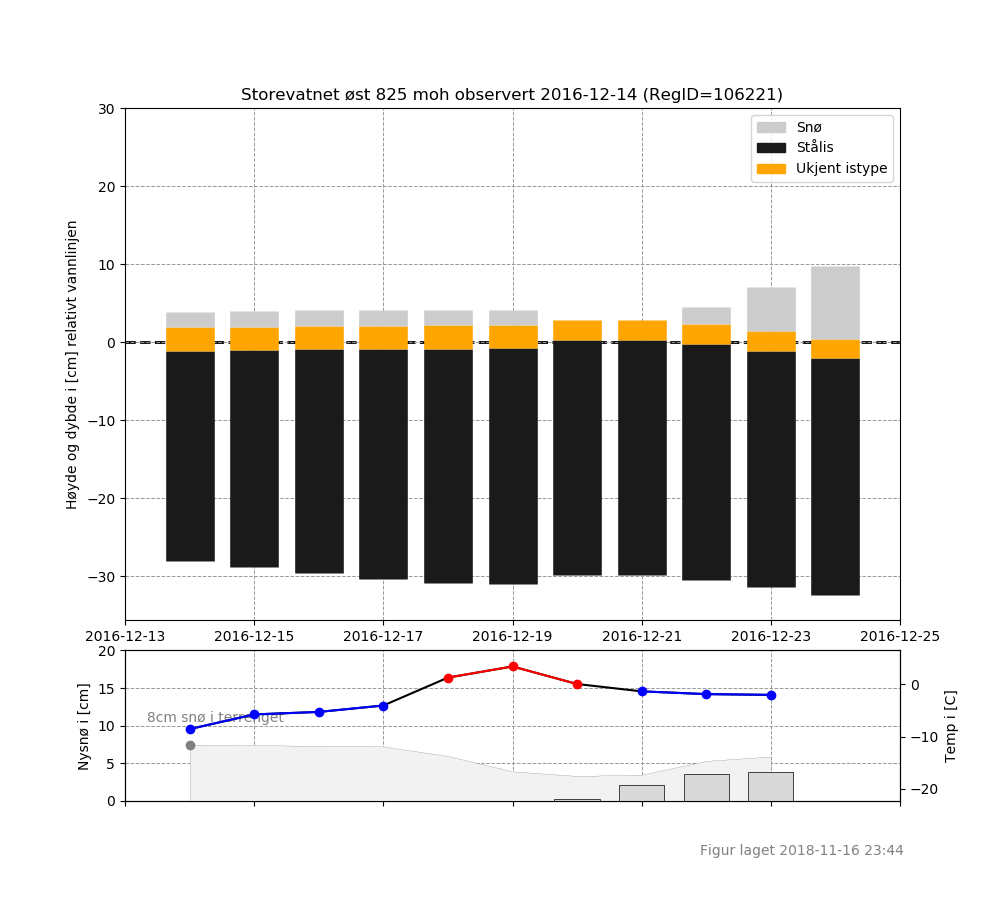 Storevatnet øst 825 moh observert 2016-12-14 (RegID=106221)
Snø
Stålis
Ukjent istype
Høyde og dybde i [cm] relativt vannlinjen
30
20
10
0
−10
−20
−30
2016-12-13 2016-12-15 2016-12-17 2016-12-19 2016-12-21 2016-12-23 2016-12-25
Nysnø i [cm]
20
15
10
5
0
8cm snø i terrenget
0
−10
−20
Temp i [C]
Figur laget 2018-11-16 23:44